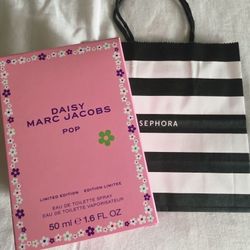 DAISY
MARC JACOBS
POP
LIMITED EDITION · EDITION LIMITEE
EAU DE TOILETTE SPRAY
EAU DE TOILETTE VAPORISATEUR
50 ml e 1.6 FL OZ
SEPHORA